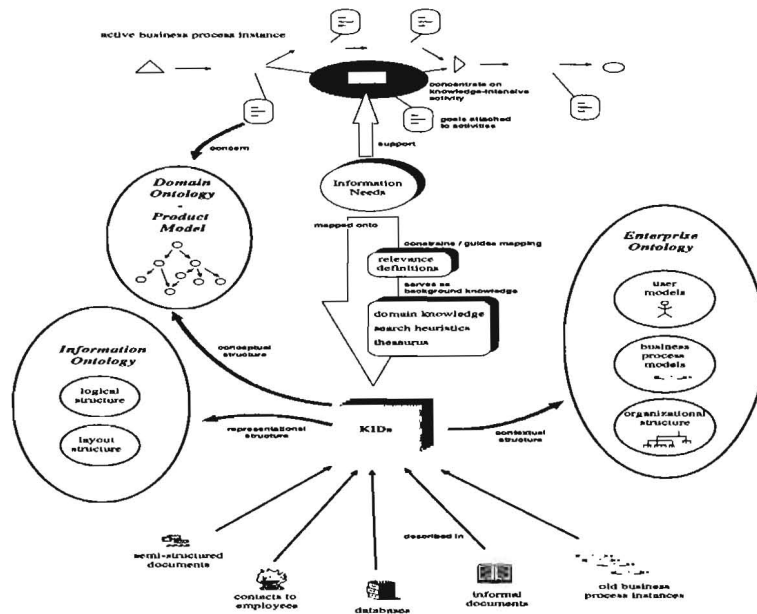 active business process instance
concentrate on
knowledge-intensive
activity
goals attached
to activities
concern
support
Domain
Ontology
-
Product
Model
Information
Needs
mapped onto
constrains / guides mapping
relevance
definitions
serves as
background knowledge
domain knowledge
search heuristics
thesaurus
Enterprise
Ontology
user
models
business
process
models
organizational
structure
Information
Ontology
logical
structure
layout
structure
conceptual
structure
representational
structure
KIDs
contextual
structure
described in
semi-structured
documents
contacts to
employees
databases
informal
documents
old business
process instances